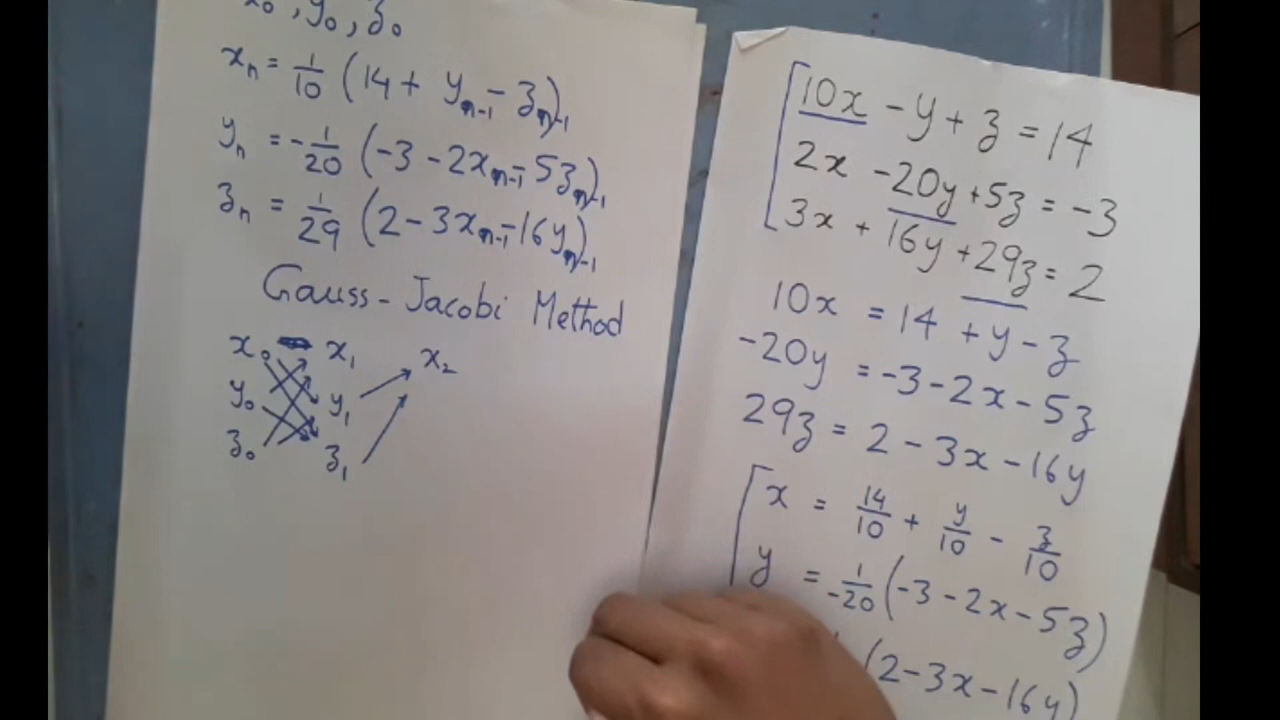 x₀, y₀, z₀
xₙ = 1/10 (14 + yₙ₋₁ - zₙ₋₁)
yₙ = -1/20 (-3 - 2xₙ₋₁ - 5zₙ₋₁)
zₙ = 1/29 (2 - 3xₙ₋₁ - 16yₙ₋₁)
Gauss - Jacobi Method
x₀ x₁ x₂
y₀ y₁
z₀ z₁
10x - y + z = 14
2x - 20y + 5z = -3
3x + 16y + 29z = 2
10x = 14 + y - z
-20y = -3 - 2x - 5z
29z = 2 - 3x - 16y
x = 14/10 + y/10 - z/10
y = 1/-20 (-3 - 2x - 5z)
(2 - 3x - 16y)